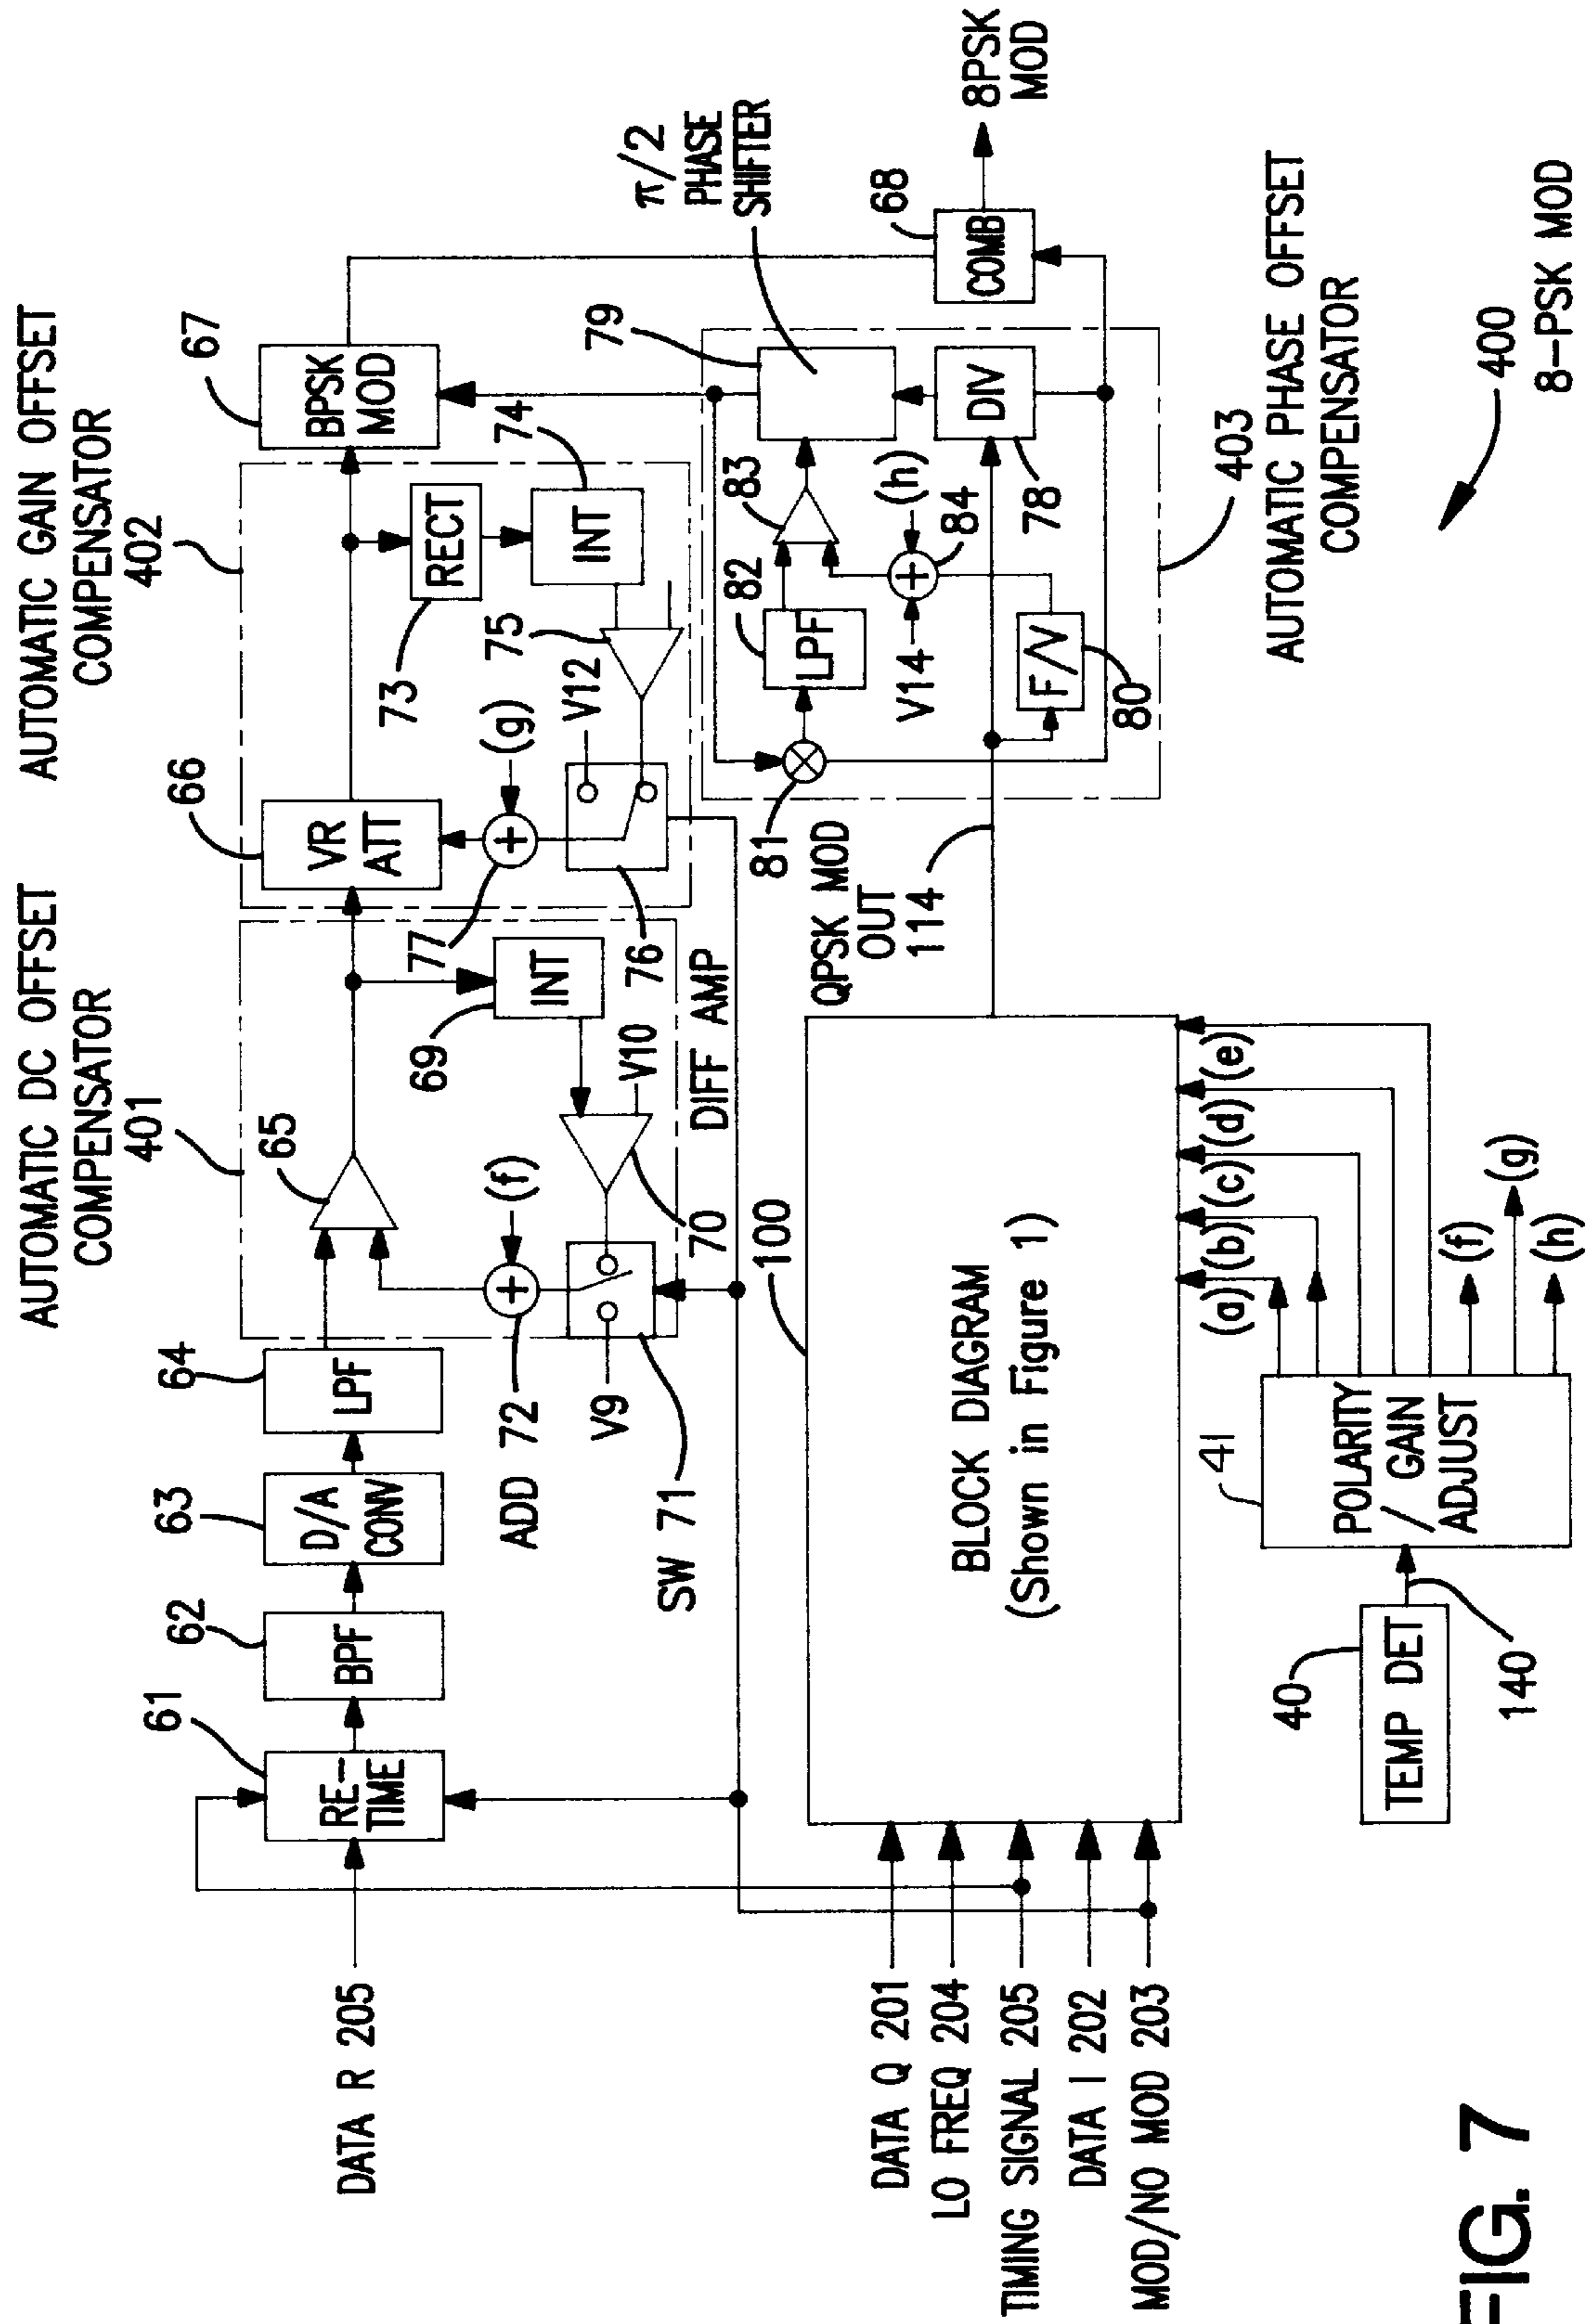 AUTOMATIC DC OFFSET
COMPENSATOR
401
AUTOMATIC GAIN OFFSET
COMPENSATOR
402
DATA R 205
61
RE-
TIME
62
BPF
63
D/A
CONV
64
LPF
65
66
VR
ATT
67
BPSK
MOD
69
INT
70
V10
DIFF AMP
(f)
ADD 72
V9
SW 71
73
RECT
74
INT
75
V12
(g)
77
76
π/2
PHASE
SHIFTER
79
68
COMB
8PSK
MOD
83
82
LPF
(h)
84
V14
DIV
78
F/V
80
81
403
AUTOMATIC PHASE OFFSET
COMPENSATOR
QPSK MOD
OUT
114
100
BLOCK DIAGRAM
(Shown in Figure 1)
DATA Q 201
LO FREQ 204
TIMING SIGNAL 205
DATA I 202
MOD/NO MOD 203
(a) (b) (c) (d) (e)
41
POLARITY
/ GAIN
ADJUST
(f)
(g)
(h)
40
TEMP DET
140
400
8-PSK MOD
FIG. 7